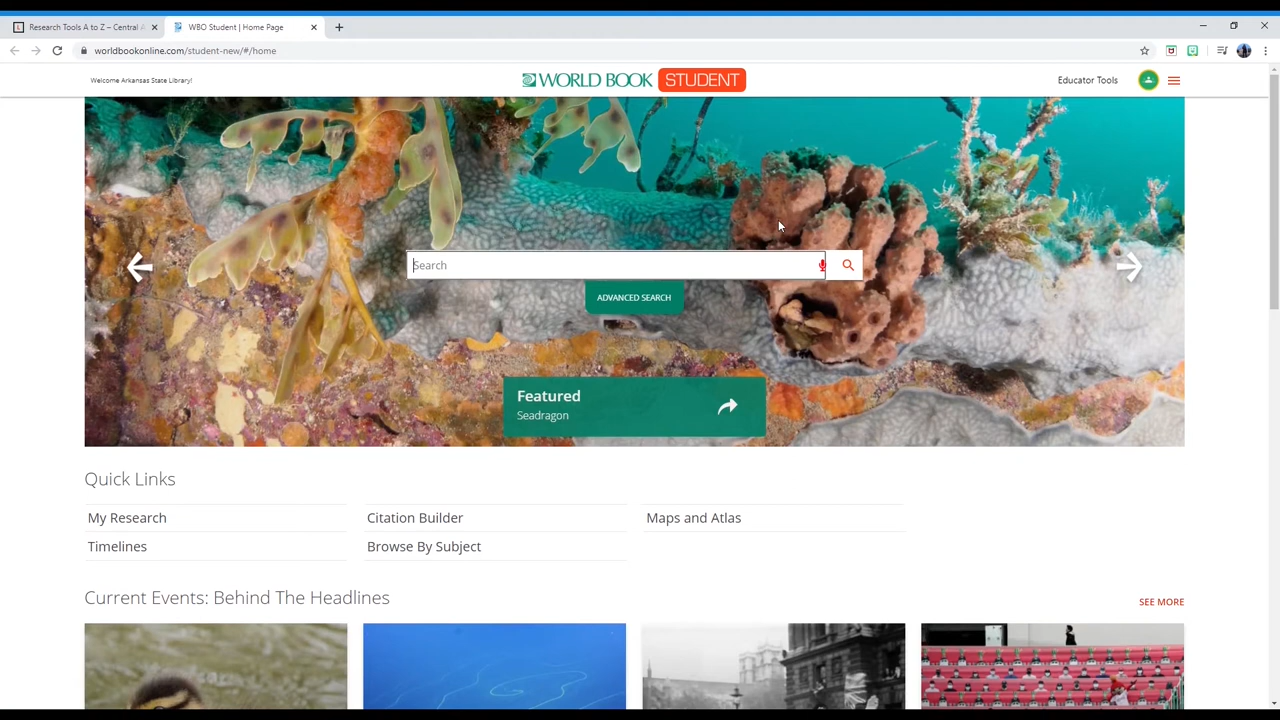 Research Tools A to Z – Central A
WBO Student | Home Page
worldbookonline.com/student-new/#/home
Welcome Arkansas State Library!
WORLD BOOK STUDENT
Educator Tools
Search
ADVANCED SEARCH
Featured
Seadragon
Quick Links
My Research
Citation Builder
Maps and Atlas
Timelines
Browse By Subject
Current Events: Behind The Headlines
SEE MORE